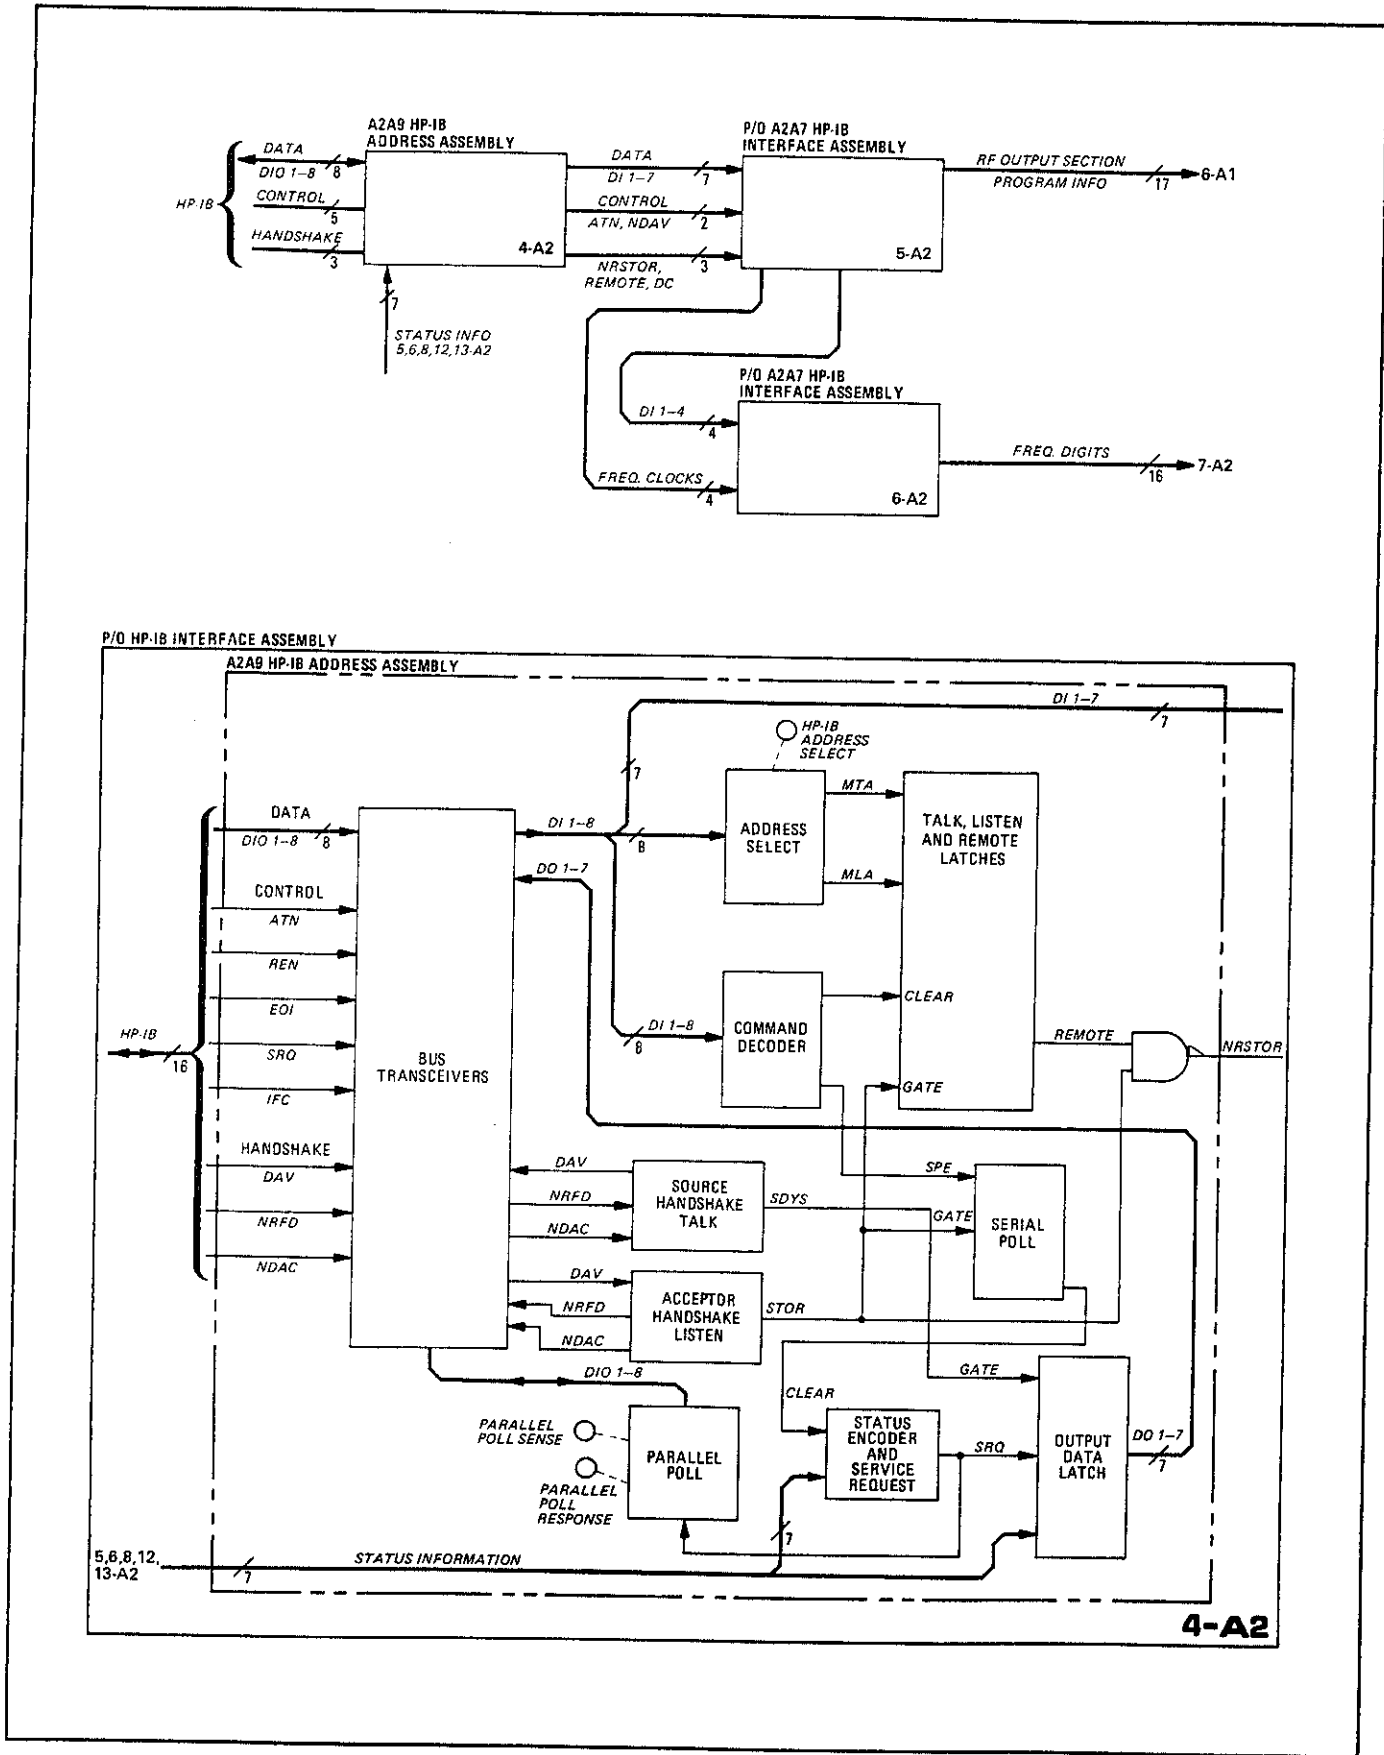 A2A9 HP-IB
ADDRESS ASSEMBLY
P/O A2A7 HP-IB
INTERFACE ASSEMBLY
HP-IB
DATA
DIO 1–8
8
CONTROL
5
HANDSHAKE
3
4-A2
7
STATUS INFO
5,6,8,12,13-A2
DATA
DI 1–7
7
CONTROL
ATN, NDAV
2
NRSTOR,
REMOTE, DC
3
5-A2
RF OUTPUT SECTION
PROGRAM INFO
17
6-A1
P/O A2A7 HP-IB
INTERFACE ASSEMBLY
DI 1–4
4
FREQ. CLOCKS
4
6-A2
FREQ. DIGITS
16
7-A2
P/O HP-IB INTERFACE ASSEMBLY
A2A9 HP-IB ADDRESS ASSEMBLY
DI 1–7
7
HP-IB
ADDRESS
SELECT
7
DATA
DIO 1–8
8
CONTROL
ATN
REN
EOI
SRQ
IFC
HANDSHAKE
DAV
NRFD
NDAC
HP-IB
16
BUS
TRANSCEIVERS
DI 1–8
8
DO 1–7
ADDRESS
SELECT
MTA
MLA
TALK, LISTEN
AND REMOTE
LATCHES
CLEAR
GATE
DI 1–8
8
COMMAND
DECODER
REMOTE
NRSTOR
DAV
NRFD
NDAC
SOURCE
HANDSHAKE
TALK
SDYS
SPE
GATE
SERIAL
POLL
DAV
NRFD
NDAC
ACCEPTOR
HANDSHAKE
LISTEN
STOR
DIO 1–8
PARALLEL
POLL SENSE
PARALLEL
POLL
RESPONSE
PARALLEL
POLL
CLEAR
STATUS
ENCODER
AND
SERVICE
REQUEST
SRQ
GATE
OUTPUT
DATA
LATCH
DO 1–7
7
7
5,6,8,12,
13-A2
7
STATUS INFORMATION
4-A2